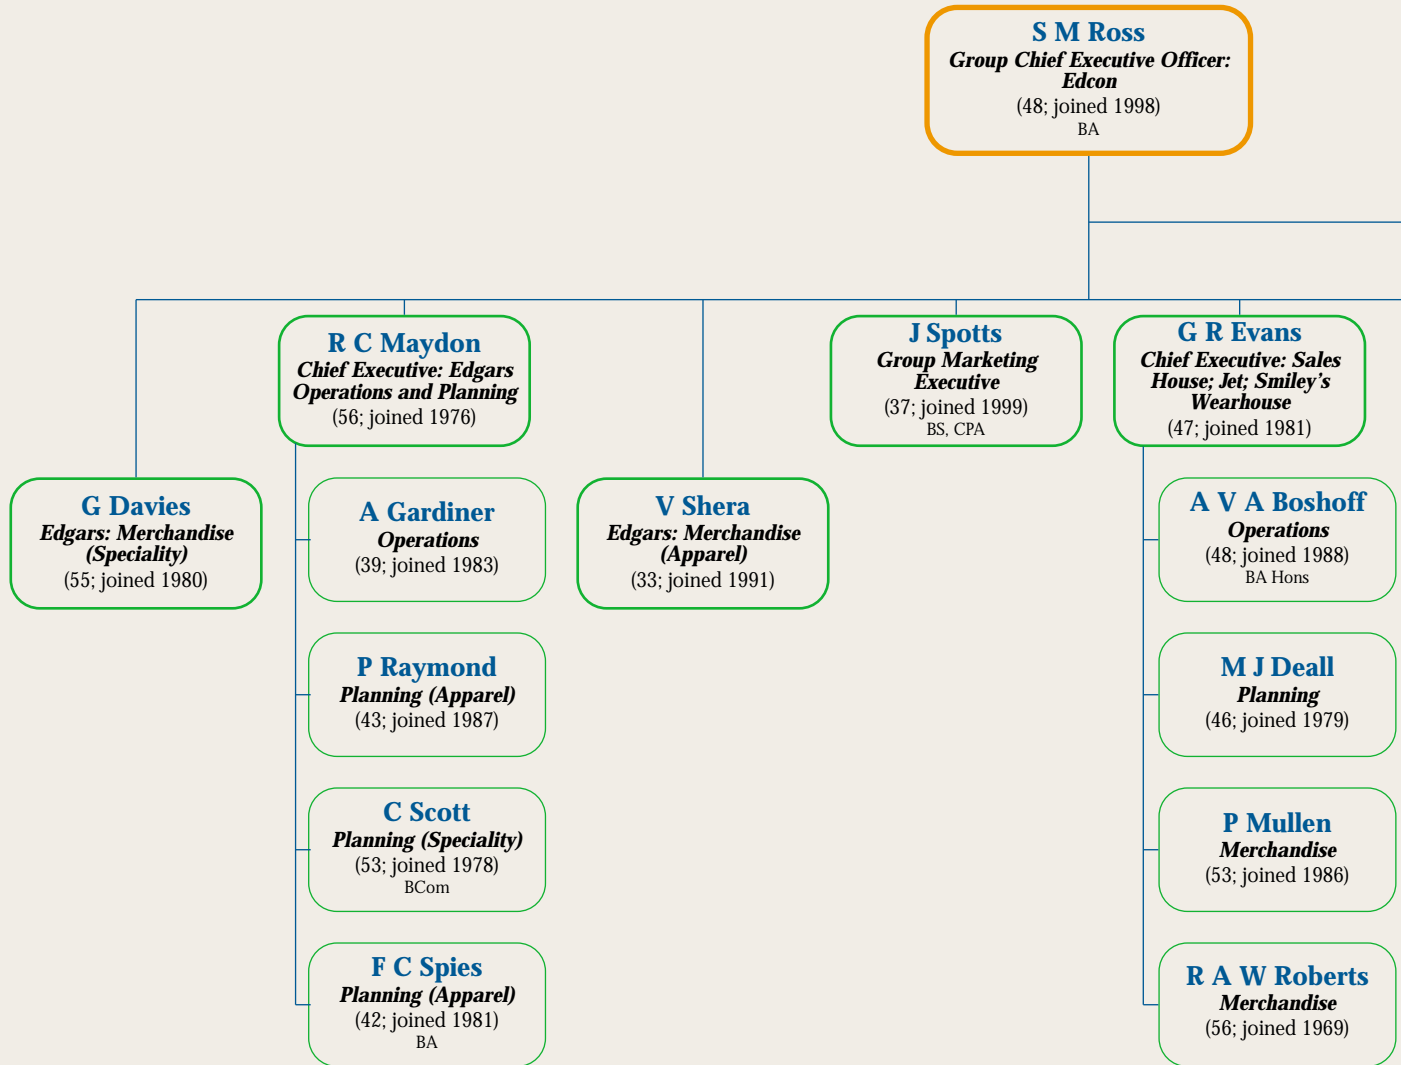 S M Ross
Group Chief Executive Officer:
Edcon
(48; joined 1998)
BA
R C Maydon
Chief Executive: Edgars
Operations and Planning
(56; joined 1976)
J Spotts
Group Marketing
Executive
(37; joined 1999)
BS, CPA
G R Evans
Chief Executive: Sales
House; Jet; Smiley's
Wearhouse
(47; joined 1981)
G Davies
Edgars: Merchandise
(Speciality)
(55; joined 1980)
A Gardiner
Operations
(39; joined 1983)
V Shera
Edgars: Merchandise
(Apparel)
(33; joined 1991)
A V A Boshoff
Operations
(48; joined 1988)
BA Hons
P Raymond
Planning (Apparel)
(43; joined 1987)
M J Deall
Planning
(46; joined 1979)
C Scott
Planning (Speciality)
(53; joined 1978)
BCom
P Mullen
Merchandise
(53; joined 1986)
F C Spies
Planning (Apparel)
(42; joined 1981)
BA
R A W Roberts
Merchandise
(56; joined 1969)